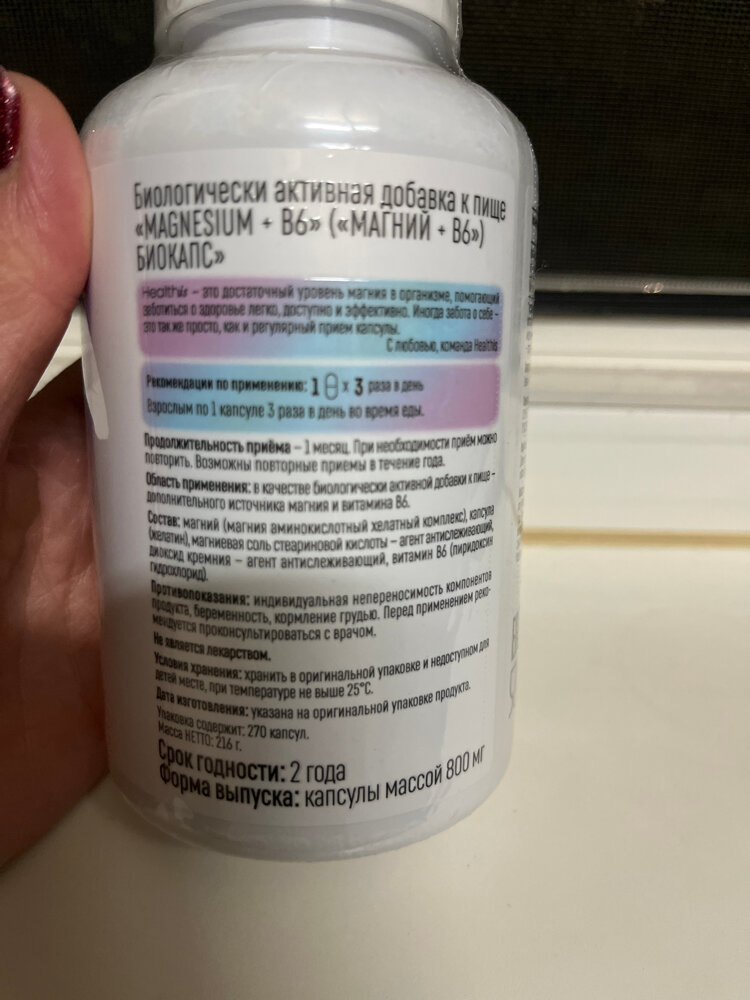 Биологически активная добавка к пище
«MAGNESIUM + B6» («МАГНИЙ + B6»)
БИОКАПС»
Healthis – это достаточный уровень магния в организме, помогающий
заботиться о здоровье легко, доступно и эффективно. Иногда забота о себе –
это так же просто, как и регулярный прием капсулы.
С любовью, команда Healthis
Рекомендации по применению: 1 х 3 раза в день
Взрослым по 1 капсуле 3 раза в день во время еды.
Продолжительность приёма – 1 месяц. При необходимости приём можно
повторить. Возможны повторные приемы в течение года.
Область применения: в качестве биологически активной добавки к пище –
дополнительного источника магния и витамина B6.
Состав: магний (магния аминокислотный хелатный комплекс), капсула
(желатин), магниевая соль стеариновой кислоты – агент антислеживающий,
диоксид кремния – агент антислеживающий, витамин B6 (пиридоксин
гидрохлорид).
Противопоказания: индивидуальная непереносимость компонентов
продукта, беременность, кормление грудью. Перед применением реко-
мендуется проконсультироваться с врачом.
Не является лекарством.
Условия хранения: хранить в оригинальной упаковке и недоступном для
детей месте, при температуре не выше 25°C.
Дата изготовления: указана на оригинальной упаковке продукта.
Упаковка содержит: 270 капсул.
Масса НЕТТО: 216 г.
Срок годности: 2 года
Форма выпуска: капсулы массой 800 мг